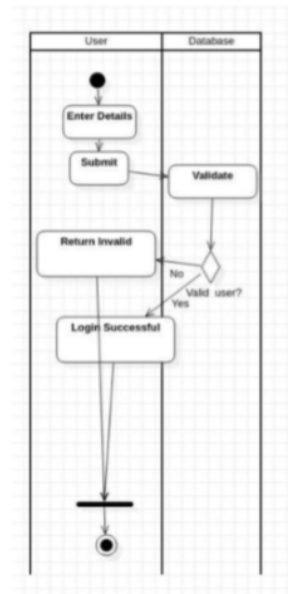 User
Database
Enter Details
Submit
Validate
Return Invalid
No
Valid user?
Yes
Login Successful